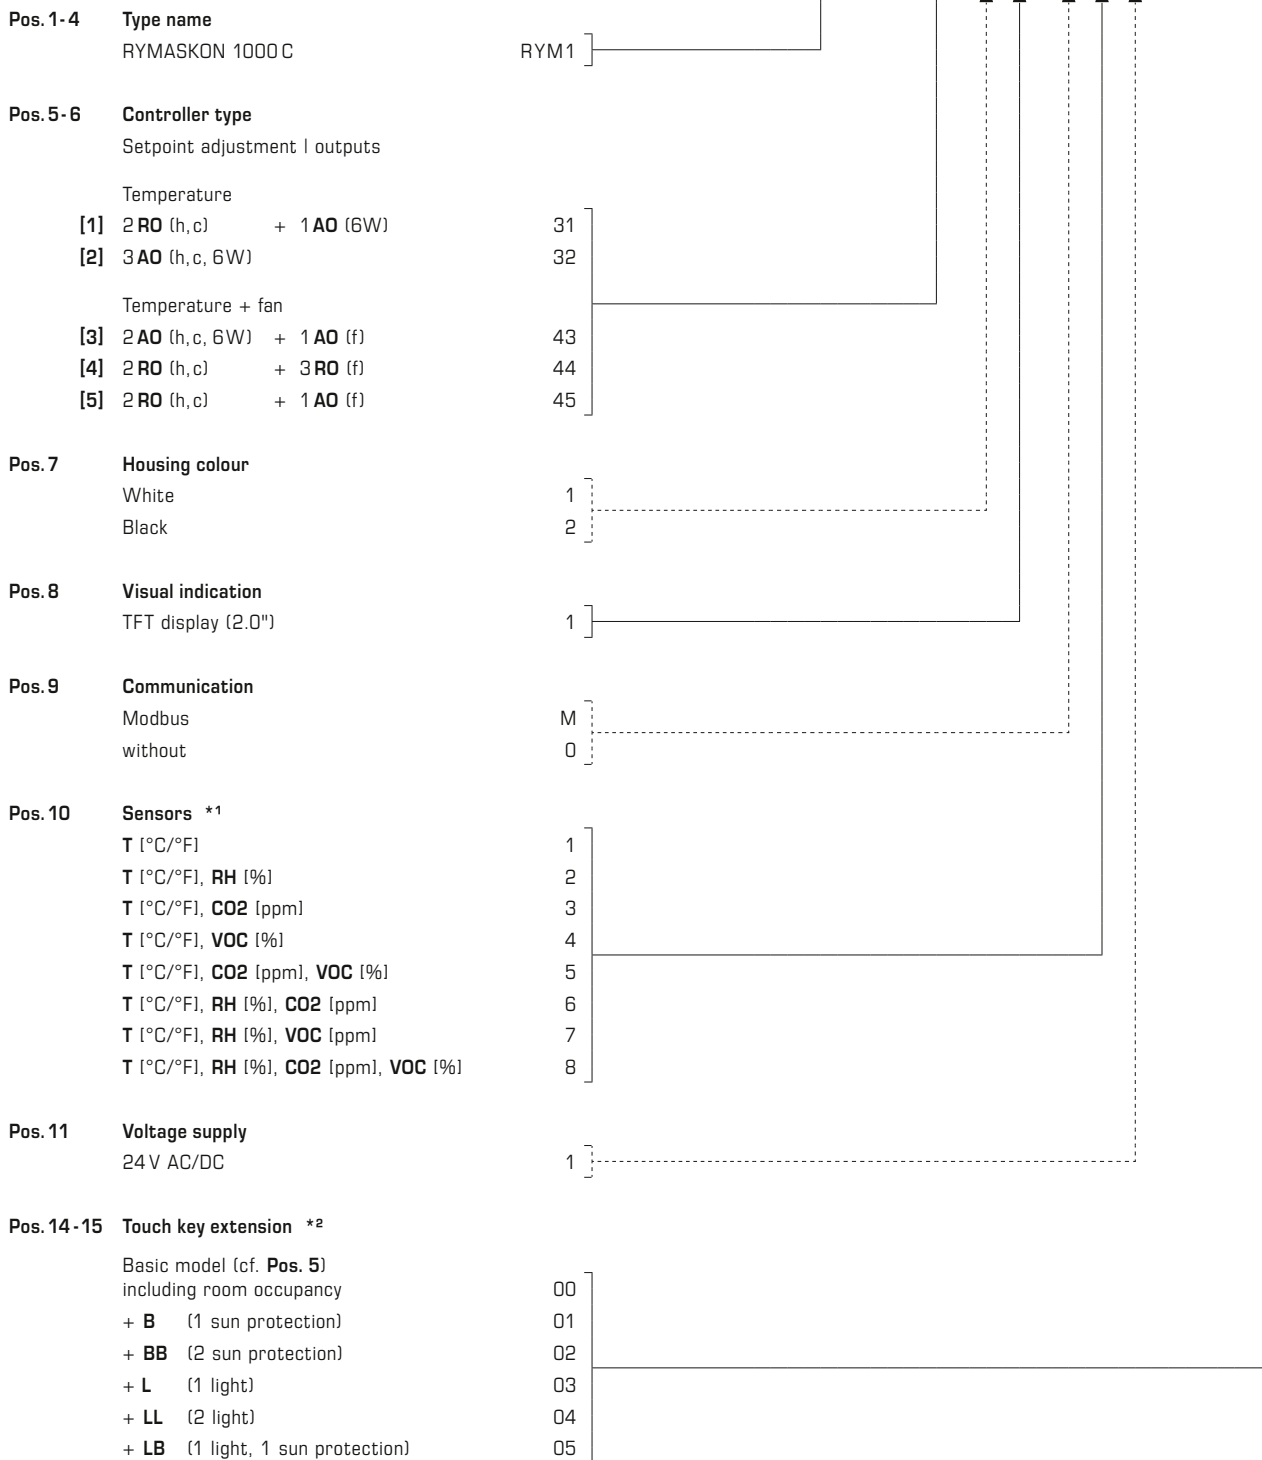 Pos. 1-4 Type name
RYMASKON 1000 C RYM1
Pos. 5-6 Controller type
Setpoint adjustment | outputs
Temperature
[1] 2 RO (h, c) + 1 AO (6W) 31
[2] 3 AO (h, c, 6W) 32
Temperature + fan
[3] 2 AO (h, c, 6W) + 1 AO (f) 43
[4] 2 RO (h, c) + 3 RO (f) 44
[5] 2 RO (h, c) + 1 AO (f) 45
Pos. 7 Housing colour
White 1
Black 2
Pos. 8 Visual indication
TFT display (2.0") 1
Pos. 9 Communication
Modbus M
without 0
Pos. 10 Sensors *¹
T [°C/°F] 1
T [°C/°F], RH [%] 2
T [°C/°F], CO2 [ppm] 3
T [°C/°F], VOC [%] 4
T [°C/°F], CO2 [ppm], VOC [%] 5
T [°C/°F], RH [%], CO2 [ppm] 6
T [°C/°F], RH [%], VOC [ppm] 7
T [°C/°F], RH [%], CO2 [ppm], VOC [%] 8
Pos. 11 Voltage supply
24 V AC/DC 1
Pos. 14-15 Touch key extension *²
Basic model (cf. Pos. 5)
including room occupancy 00
+ B (1 sun protection) 01
+ BB (2 sun protection) 02
+ L (1 light) 03
+ LL (2 light) 04
+ LB (1 light, 1 sun protection) 05